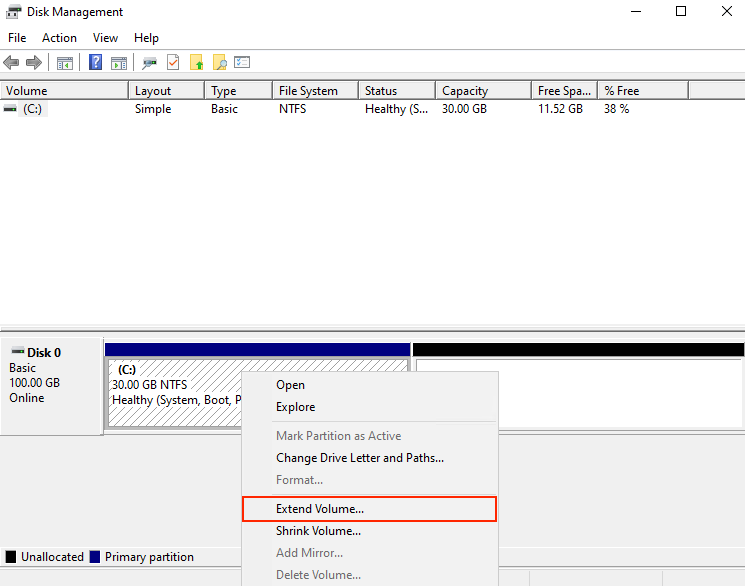 Disk Management
File Action View Help
Volume Layout Type File System Status Capacity Free Spa... % Free
(C:) Simple Basic NTFS Healthy (S... 30.00 GB 11.52 GB 38 %
Disk 0
Basic
100.00 GB
Online
(C:)
30.00 GB NTFS
Healthy (System, Boot, P
Open
Explore
Mark Partition as Active
Change Drive Letter and Paths...
Format...
Extend Volume...
Shrink Volume...
Add Mirror...
Delete Volume...
Unallocated Primary partition